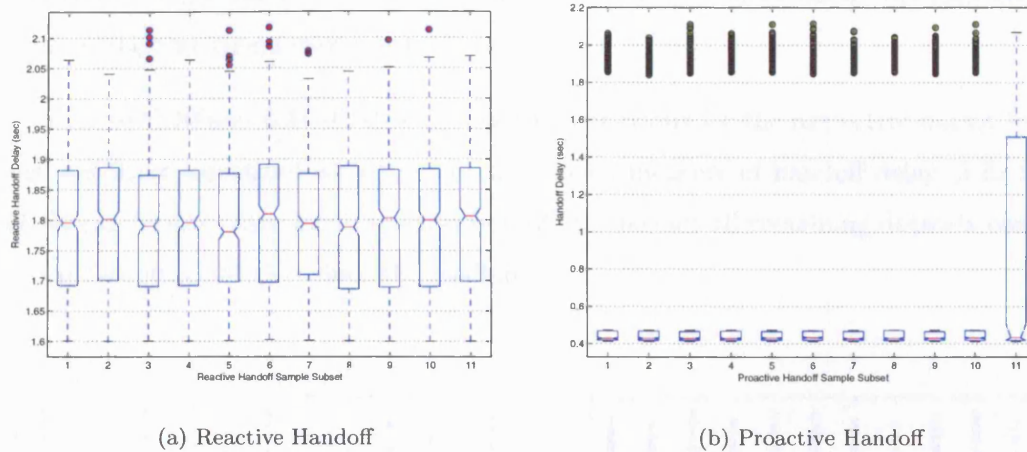 2.1
2.05
2
1.95
1.9
1.85
1.8
1.75
1.7
1.65
1.6
Reactive Handoff Delay (sec)
1 2 3 4 5 6 7 8 9 10 11
Reactive Handoff Sample Subset
(a) Reactive Handoff
2.2
2
1.8
1.6
1.4
1.2
1
0.8
0.6
0.4
Handoff Delay (sec)
1 2 3 4 5 6 7 8 9 10 11
Proactive Handoff Sample Subset
(b) Proactive Handoff